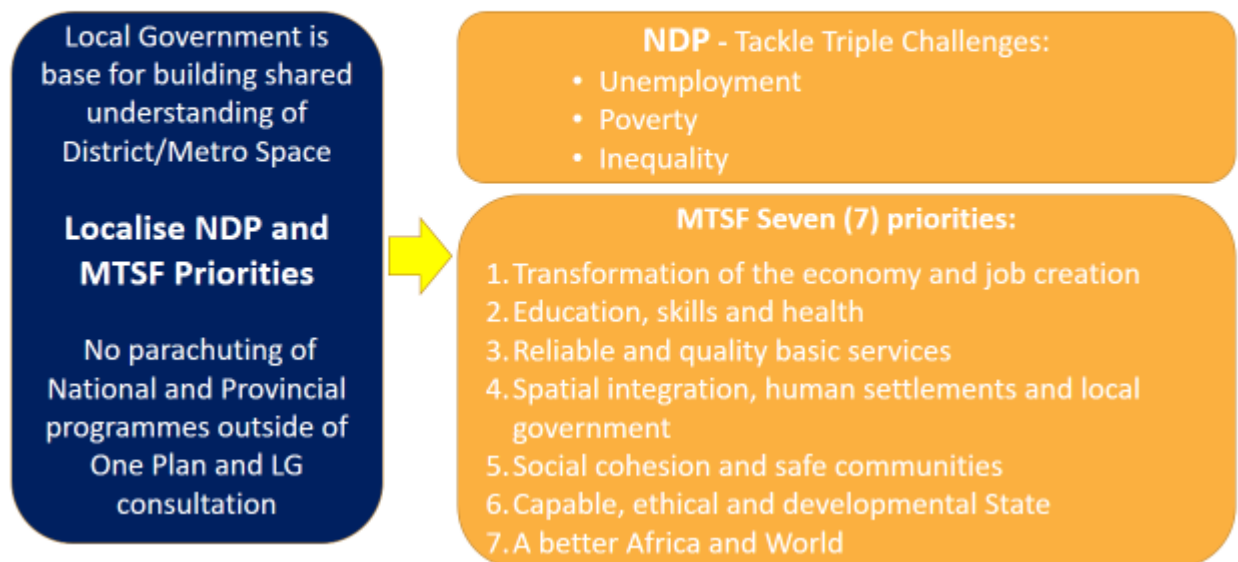 Local Government is
base for building shared
understanding of
District/Metro Space
Localise NDP and
MTSF Priorities
No parachuting of
National and Provincial
programmes outside of
One Plan and LG
consultation
NDP - Tackle Triple Challenges:
• Unemployment
• Poverty
• Inequality
MTSF Seven (7) priorities:
1. Transformation of the economy and job creation
2. Education, skills and health
3. Reliable and quality basic services
4. Spatial integration, human settlements and local
government
5. Social cohesion and safe communities
6. Capable, ethical and developmental State
7. A better Africa and World